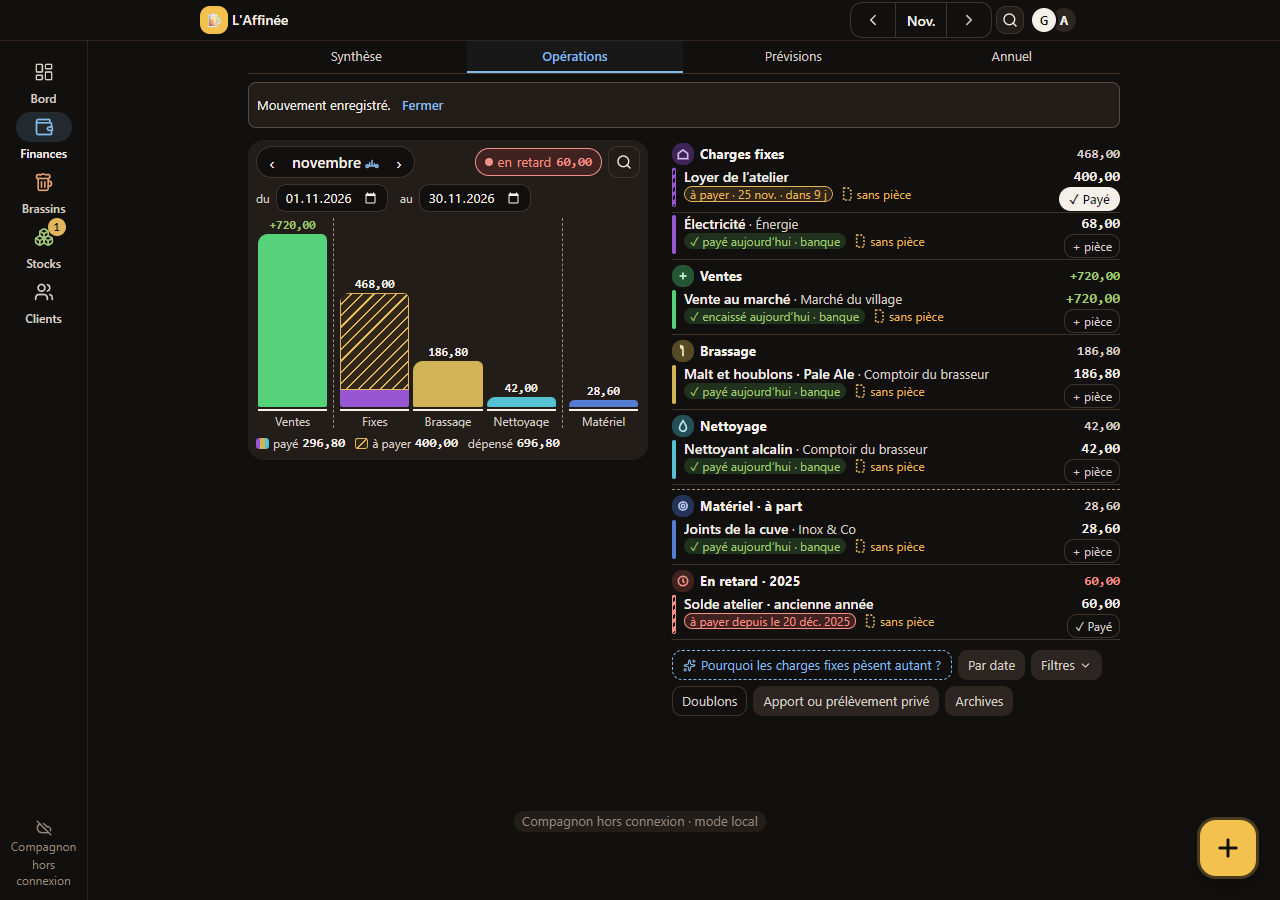 L'Affinée
Nov.
G
A
Bord
Finances
Brassins
1
Stocks
Clients
Compagnon
hors
connexion
Synthèse
Opérations
Prévisions
Annuel
Mouvement enregistré. Fermer
‹ novembre ›
en retard 60,00
du 01.11.2026 au 30.11.2026
+720,00
468,00
186,80
42,00
28,60
Ventes
Fixes
Brassage
Nettoyage
Matériel
payé 296,80 à payer 400,00 dépensé 696,80
Charges fixes 468,00
Loyer de l’atelier 400,00
à payer · 25 nov. · dans 9 j sans pièce ✓ Payé
Électricité · Énergie 68,00
✓ payé aujourd’hui · banque sans pièce + pièce
Ventes +720,00
Vente au marché · Marché du village +720,00
✓ encaissé aujourd’hui · banque sans pièce + pièce
Brassage 186,80
Malt et houblons · Pale Ale · Comptoir du brasseur 186,80
✓ payé aujourd’hui · banque sans pièce + pièce
Nettoyage 42,00
Nettoyant alcalin · Comptoir du brasseur 42,00
✓ payé aujourd’hui · banque sans pièce + pièce
Matériel · à part 28,60
Joints de la cuve · Inox & Co 28,60
✓ payé aujourd’hui · banque sans pièce + pièce
En retard · 2025 60,00
Solde atelier · ancienne année 60,00
à payer depuis le 20 déc. 2025 sans pièce ✓ Payé
Pourquoi les charges fixes pèsent autant ? Par date Filtres
Doublons Apport ou prélèvement privé Archives
Compagnon hors connexion · mode local
+